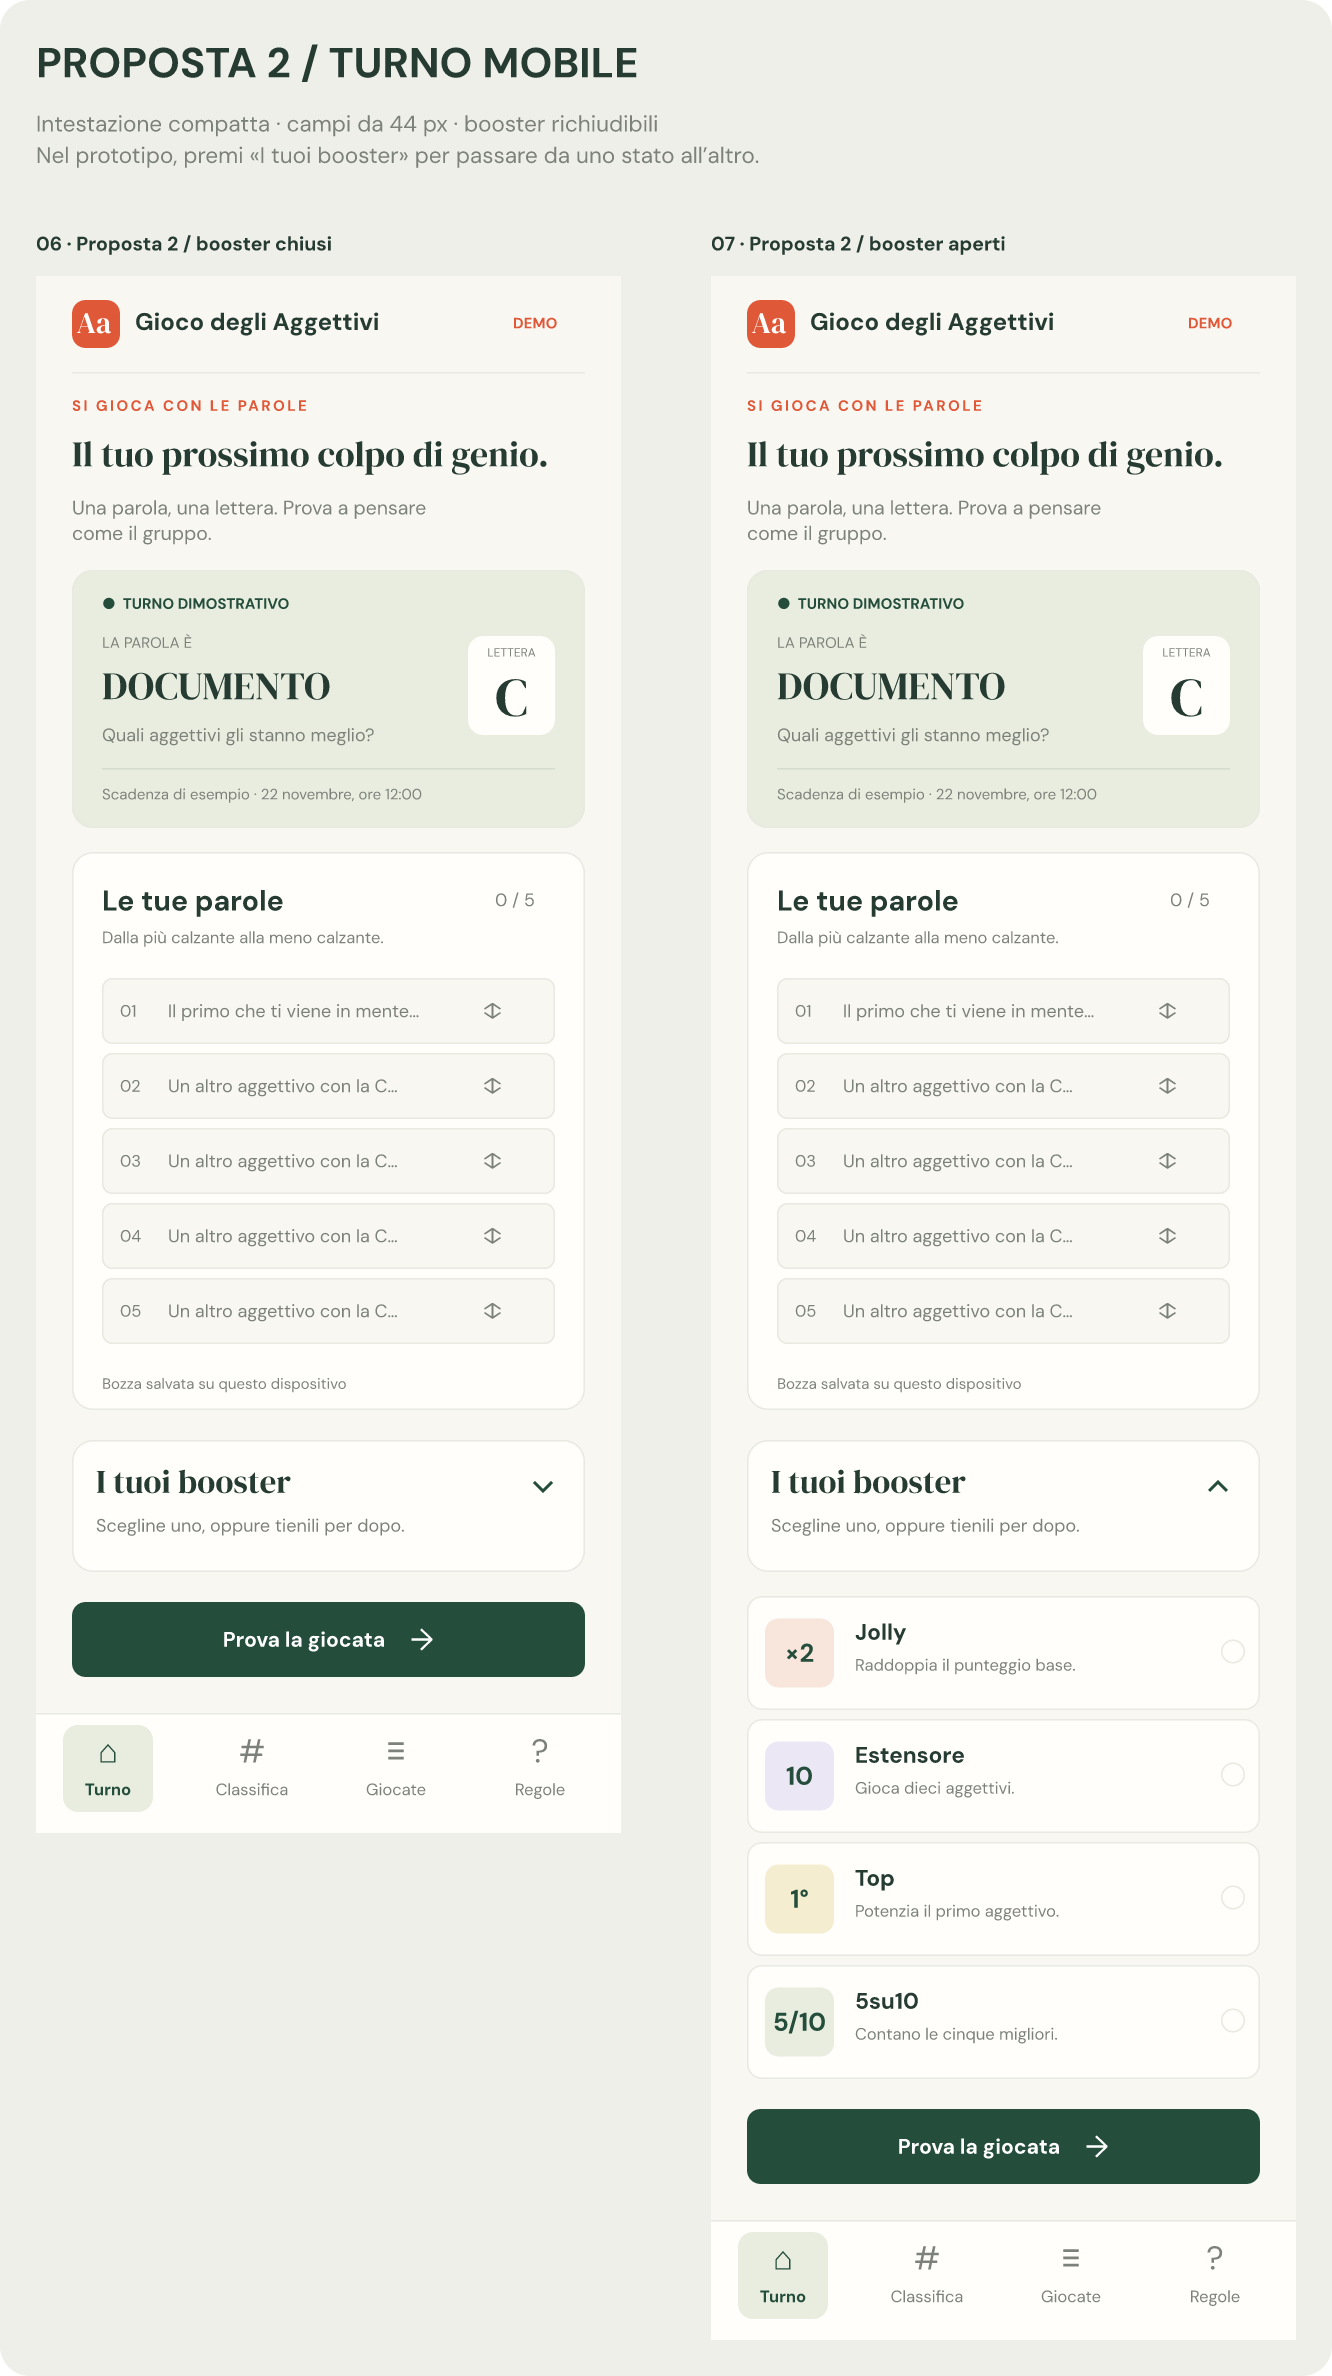 PROPOSTA 2 / TURNO MOBILE
Intestazione compatta · campi da 44 px · booster richiudibili
Nel prototipo, premi «I tuoi booster» per passare da uno stato all’altro.
06 · Proposta 2 / booster chiusi
Aa
Gioco degli Aggettivi
DEMO
SI GIOCA CON LE PAROLE
Il tuo prossimo colpo di genio.
Una parola, una lettera. Prova a pensare
come il gruppo.
TURNO DIMOSTRATIVO
LA PAROLA È
DOCUMENTO
LETTERA
C
Quali aggettivi gli stanno meglio?
Scadenza di esempio · 22 novembre, ore 12:00
Le tue parole
0 / 5
Dalla più calzante alla meno calzante.
01 Il primo che ti viene in mente...
02 Un altro aggettivo con la C...
03 Un altro aggettivo con la C...
04 Un altro aggettivo con la C...
05 Un altro aggettivo con la C...
Bozza salvata su questo dispositivo
I tuoi booster
Scegline uno, oppure tienili per dopo.
Prova la giocata →
Turno
# Classifica
Giocate
? Regole
07 · Proposta 2 / booster aperti
Aa
Gioco degli Aggettivi
DEMO
SI GIOCA CON LE PAROLE
Il tuo prossimo colpo di genio.
Una parola, una lettera. Prova a pensare
come il gruppo.
TURNO DIMOSTRATIVO
LA PAROLA È
DOCUMENTO
LETTERA
C
Quali aggettivi gli stanno meglio?
Scadenza di esempio · 22 novembre, ore 12:00
Le tue parole
0 / 5
Dalla più calzante alla meno calzante.
01 Il primo che ti viene in mente...
02 Un altro aggettivo con la C...
03 Un altro aggettivo con la C...
04 Un altro aggettivo con la C...
05 Un altro aggettivo con la C...
Bozza salvata su questo dispositivo
I tuoi booster
Scegline uno, oppure tienili per dopo.
×2
Jolly
Raddoppia il punteggio base.
10
Estensore
Gioca dieci aggettivi.
1°
Top
Potenzia il primo aggettivo.
5/10
5su10
Contano le cinque migliori.
Prova la giocata →
Turno
# Classifica
Giocate
? Regole